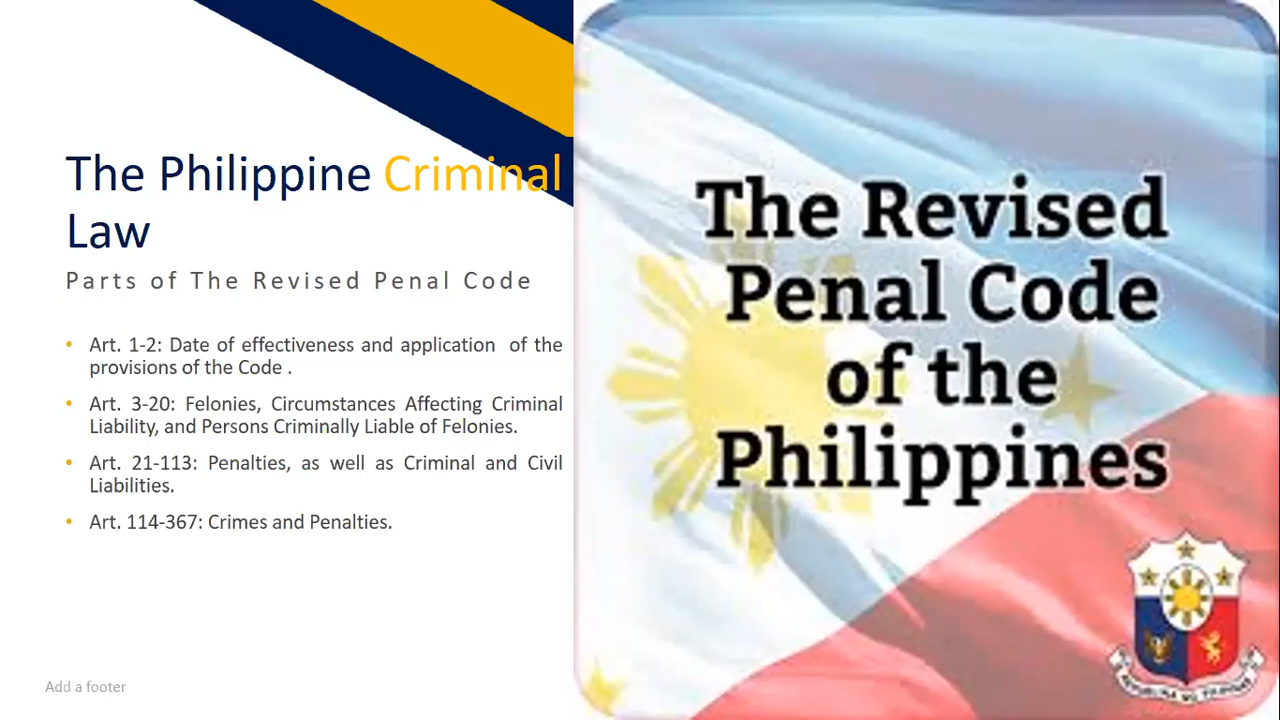 The Philippine Criminal
Law
Parts of The Revised Penal Code
• Art. 1-2: Date of effectiveness and application of the
provisions of the Code .
• Art. 3-20: Felonies, Circumstances Affecting Criminal
Liability, and Persons Criminally Liable of Felonies.
• Art. 21-113: Penalties, as well as Criminal and Civil
Liabilities.
• Art. 114-367: Crimes and Penalties.
Add a footer
The Revised
Penal Code
of the
Philippines